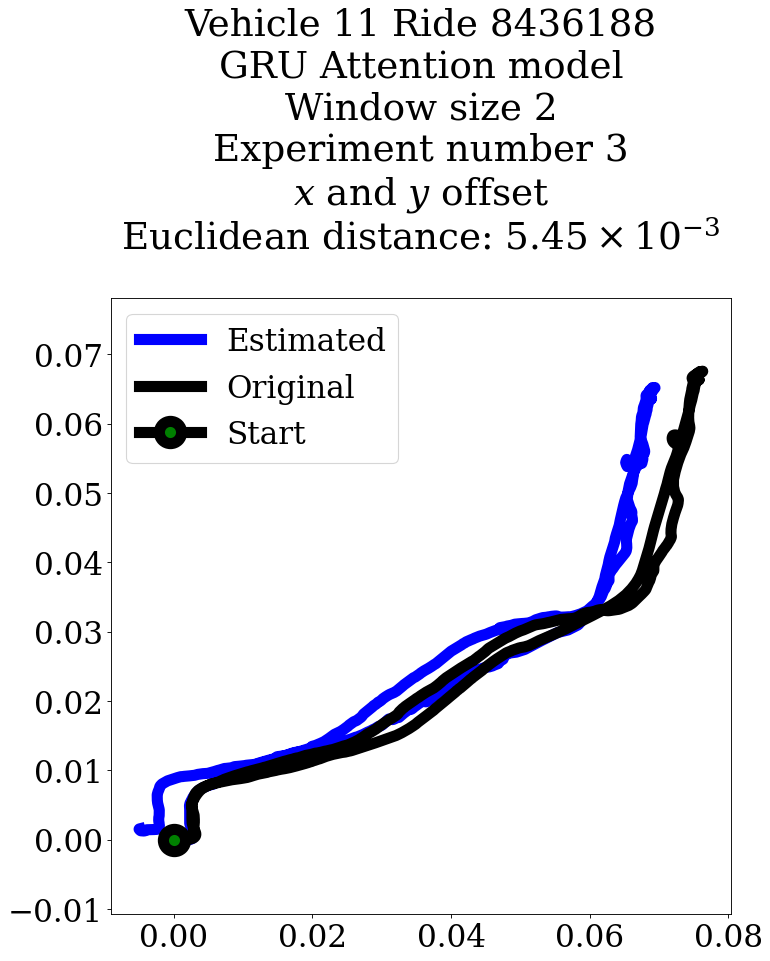 Vehicle 11 Ride 8436188
GRU Attention model
Window size 2
Experiment number 3
x and y offset
Euclidean distance: 5.45 × 10⁻³
Estimated
Original
Start
0.07
0.06
0.05
0.04
0.03
0.02
0.01
0.00
−0.01
0.00 0.02 0.04 0.06 0.08